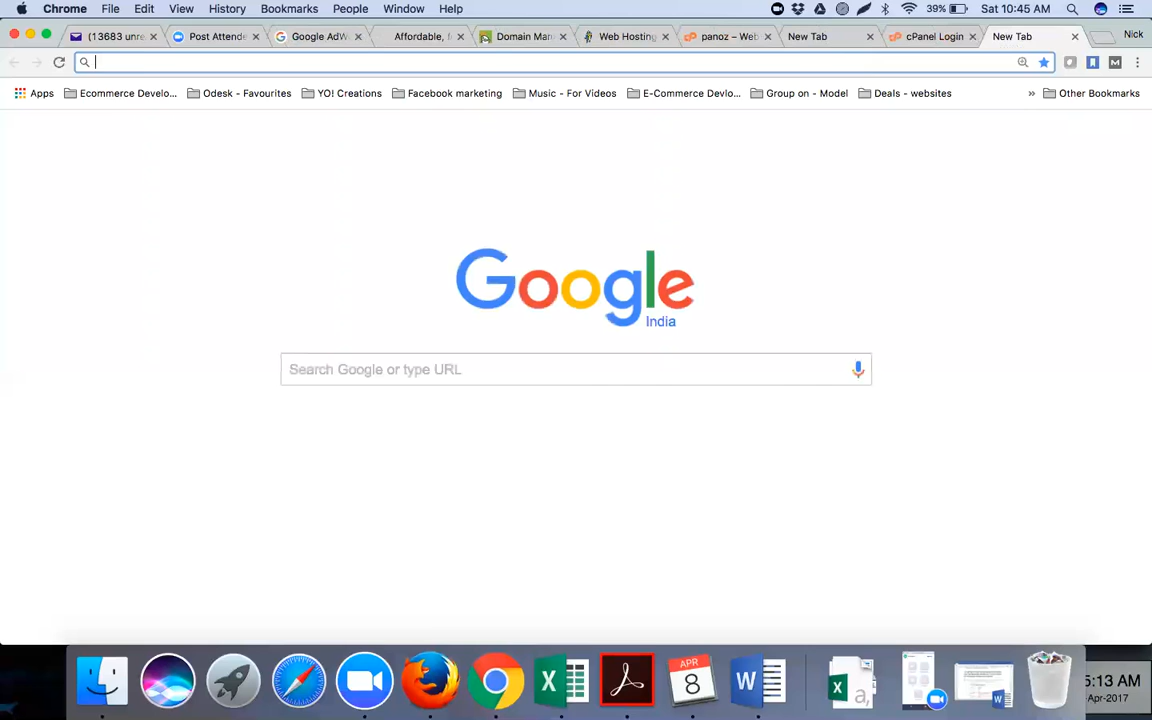 Chrome File Edit View History Bookmarks People Window Help 39% Sat 10:45 AM
(13683 unre Post Attende Google AdW Affordable, f Domain Man Web Hosting panoz – Web New Tab cPanel Login New Tab Nick
Apps Ecommerce Develo... Odesk - Favourites YO! Creations Facebook marketing Music - For Videos E-Commerce Devlo... Group on - Model Deals - websites » Other Bookmarks
Google
India
Search Google or type URL
APR
8
5:13 AM
Apr-2017